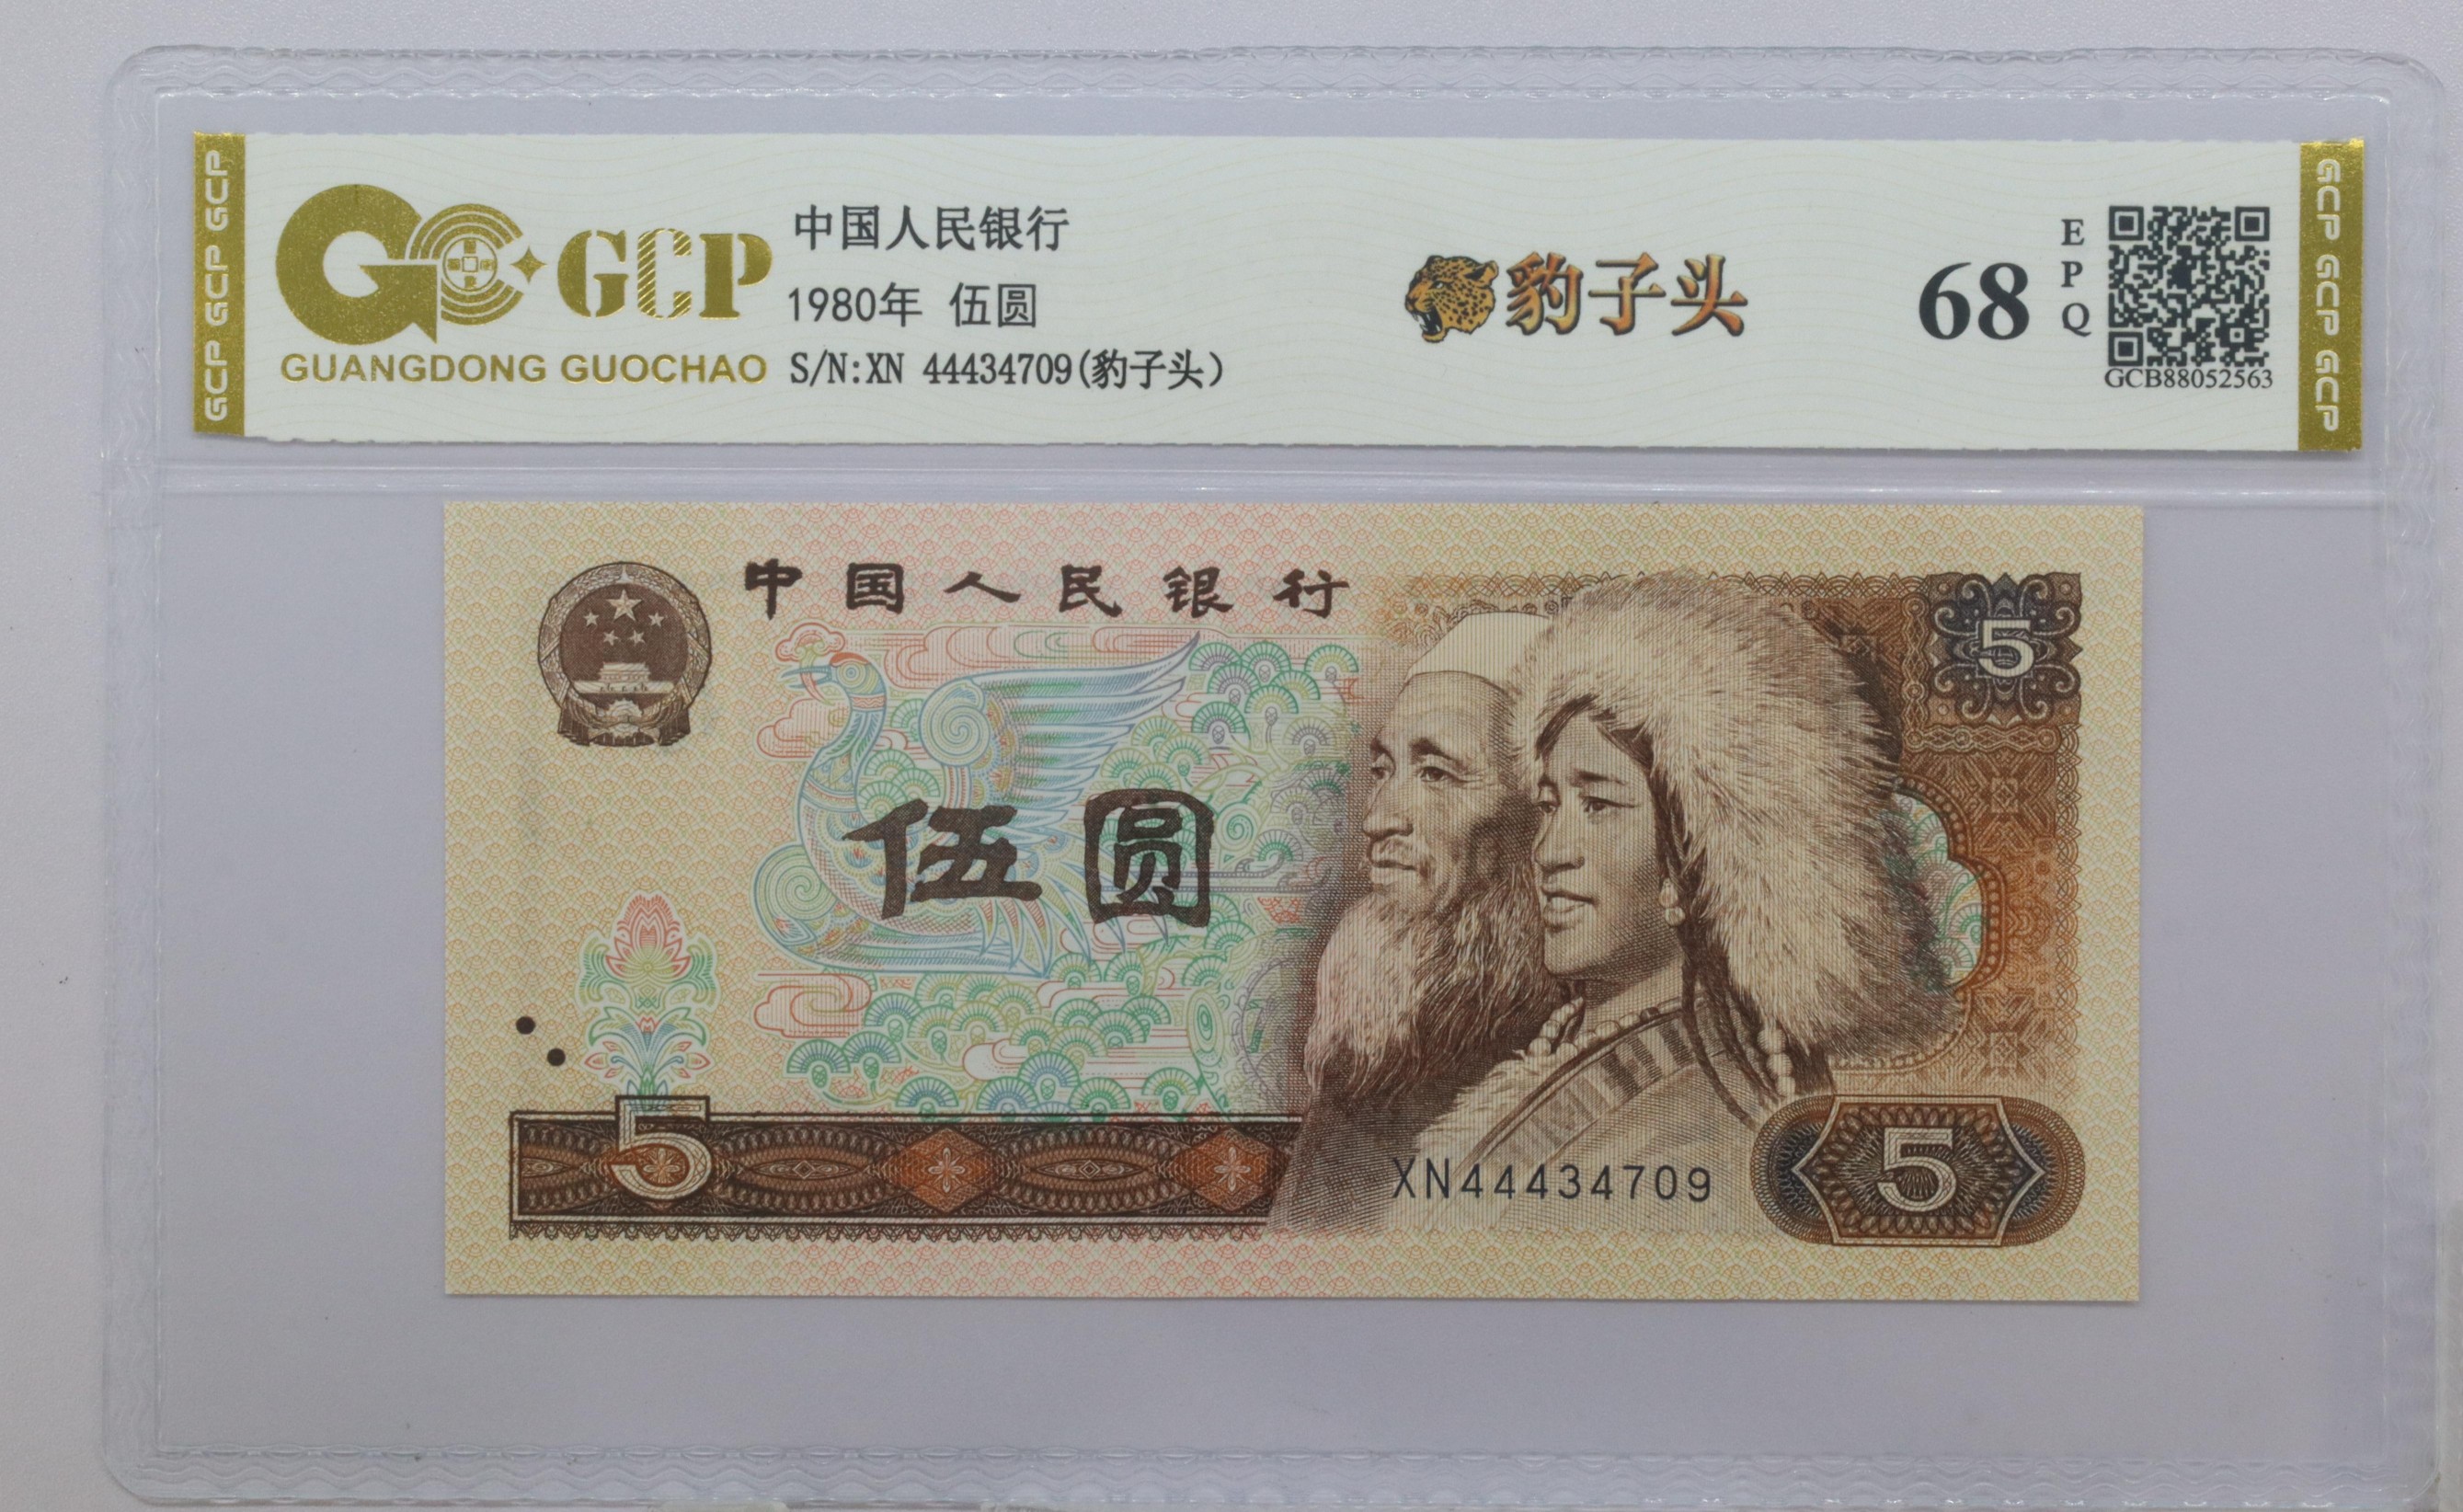 GCP GCP GCP
GCP
GUANGDONG GUOCHAO
中国人民银行
1980年 伍圆
S/N:XN 44434709(豹子头)
豹子头
68
EPQ
GCB88052563
GCP GCP GCP
中国人民银行
5
伍圆
5
XN44434709
5